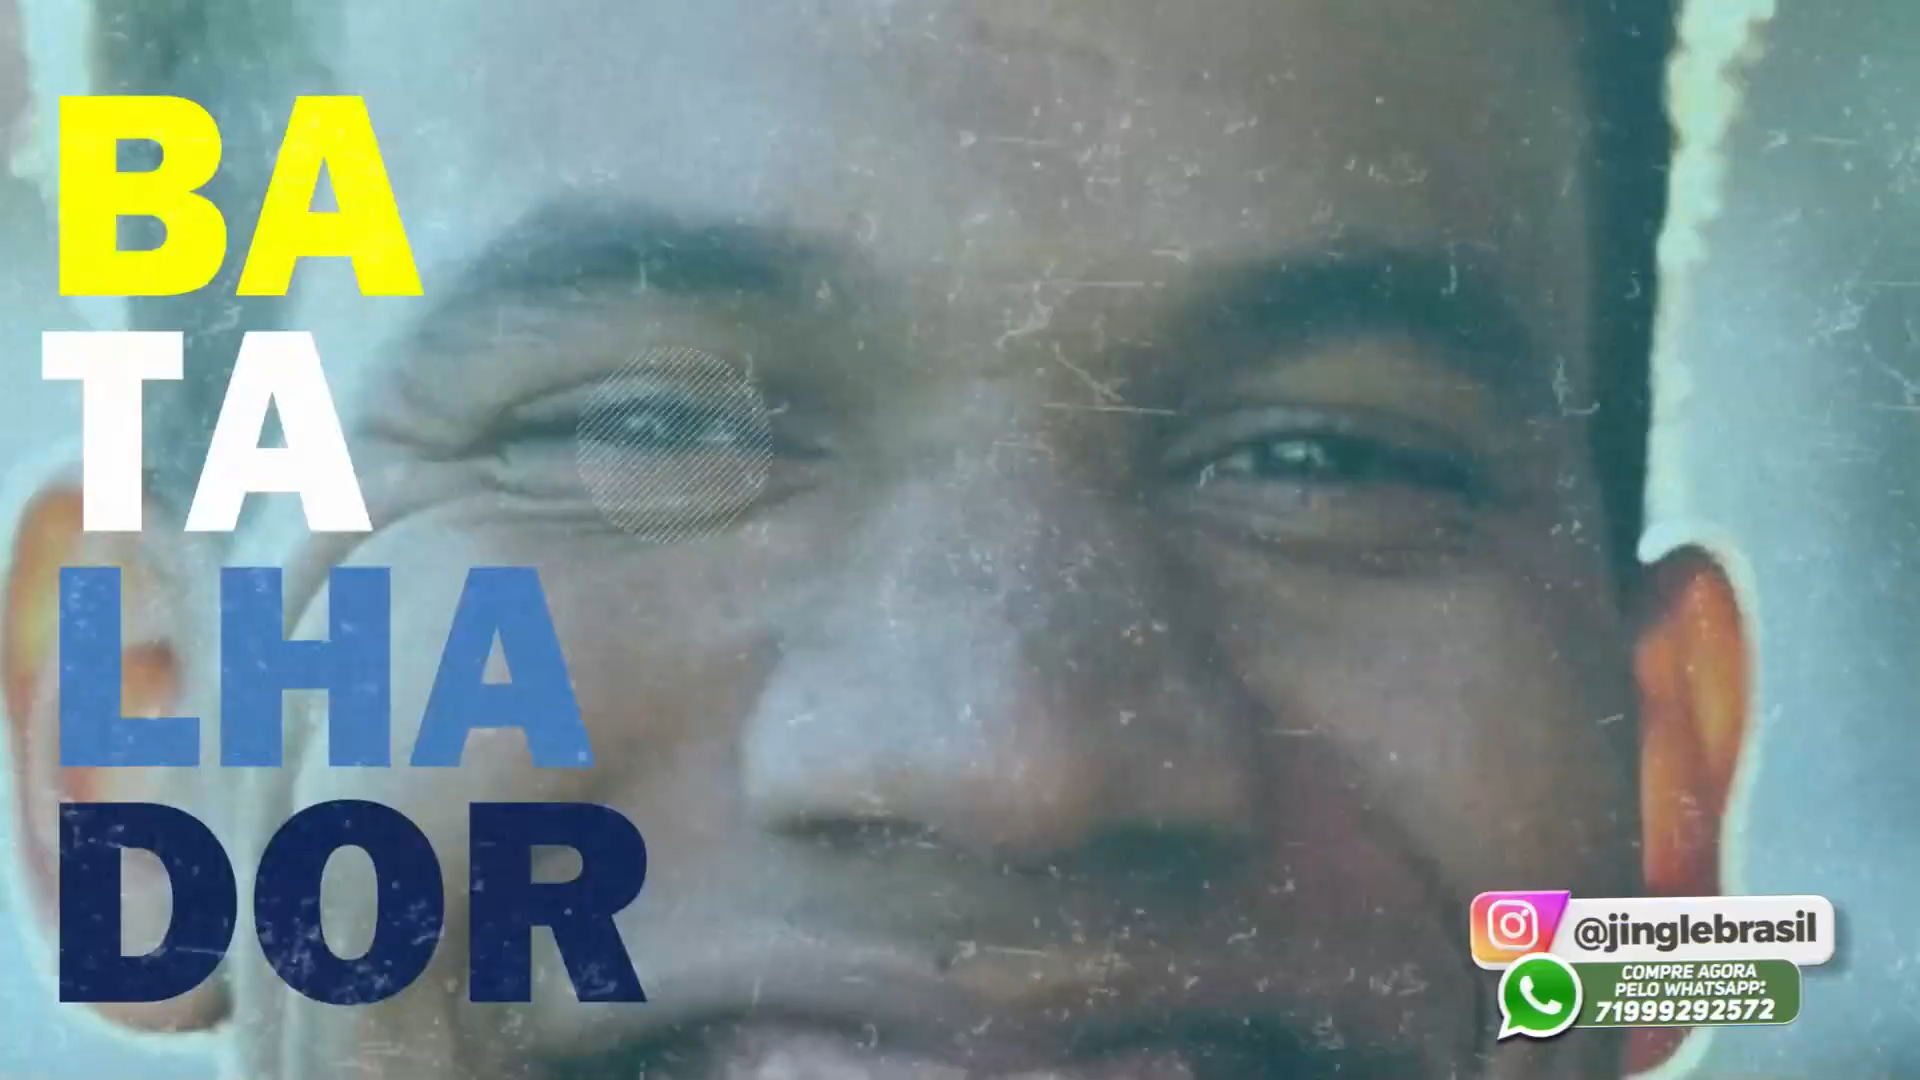 BA
TA
LHA
DOR
@jinglebrasil
COMPRE AGORA
PELO WHATSAPP:
71999292572